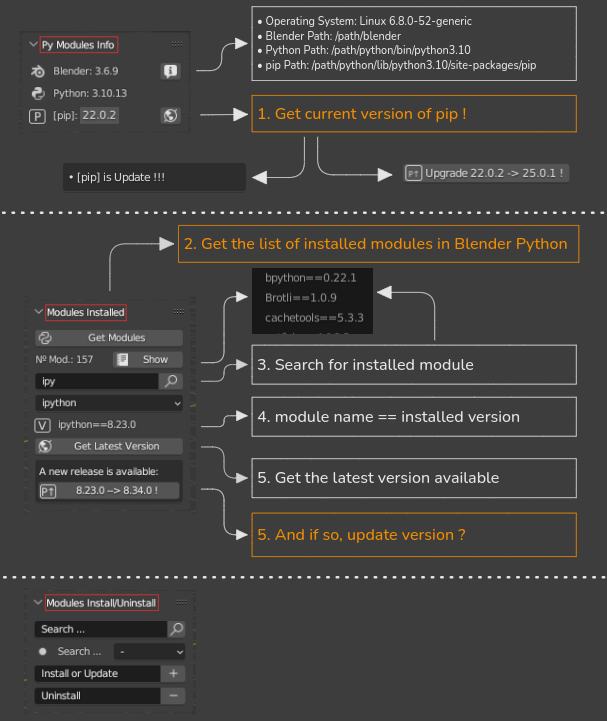 Py Modules Info
Blender: 3.6.9
Python: 3.10.13
P [pip]: 22.0.2
• Operating System: Linux 6.8.0-52-generic
• Blender Path: /path/blender
• Python Path: /path/python/bin/python3.10
• pip Path: /path/python/lib/python3.10/site-packages/pip
1. Get current version of pip !
• [pip] is Update !!!
P↑ Upgrade 22.0.2 -> 25.0.1 !
2. Get the list of installed modules in Blender Python
bpython==0.22.1
Brotli==1.0.9
cachetools==5.3.3
Modules Installed
Get Modules
Nº Mod.: 157 Show
ipy
ipython
V ipython==8.23.0
Get Latest Version
A new release is available:
P↑ 8.23.0 --> 8.34.0 !
3. Search for installed module
4. module name == installed version
5. Get the latest version available
5. And if so, update version ?
Modules Install/Uninstall
Search ...
Search ... -
Install or Update +
Uninstall −